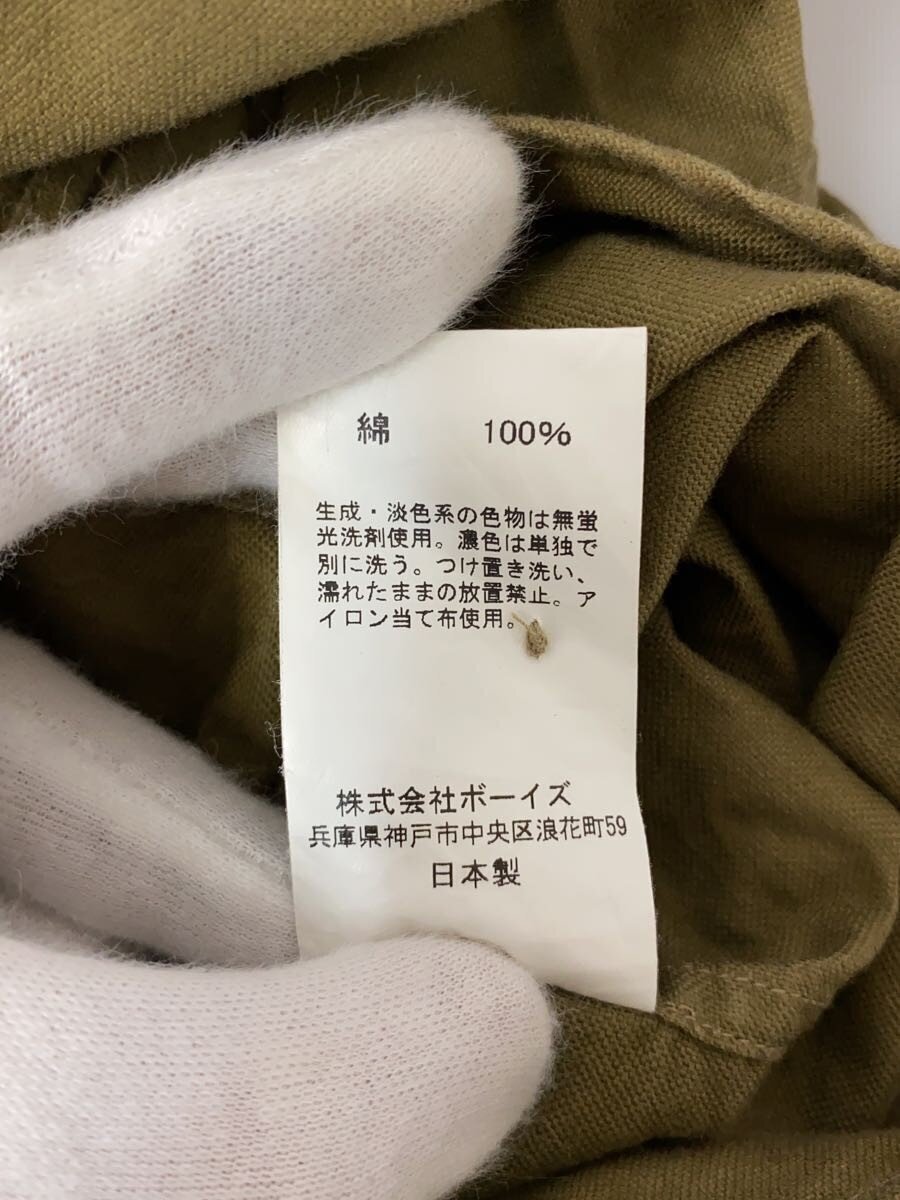 綿 100%
生成・淡色系の色物は無蛍
光洗剤使用。濃色は単独で
別に洗う。つけ置き洗い、
濡れたままの放置禁止。ア
イロン当て布使用。
株式会社ボーイズ
兵庫県神戸市中央区浪花町59
日本製